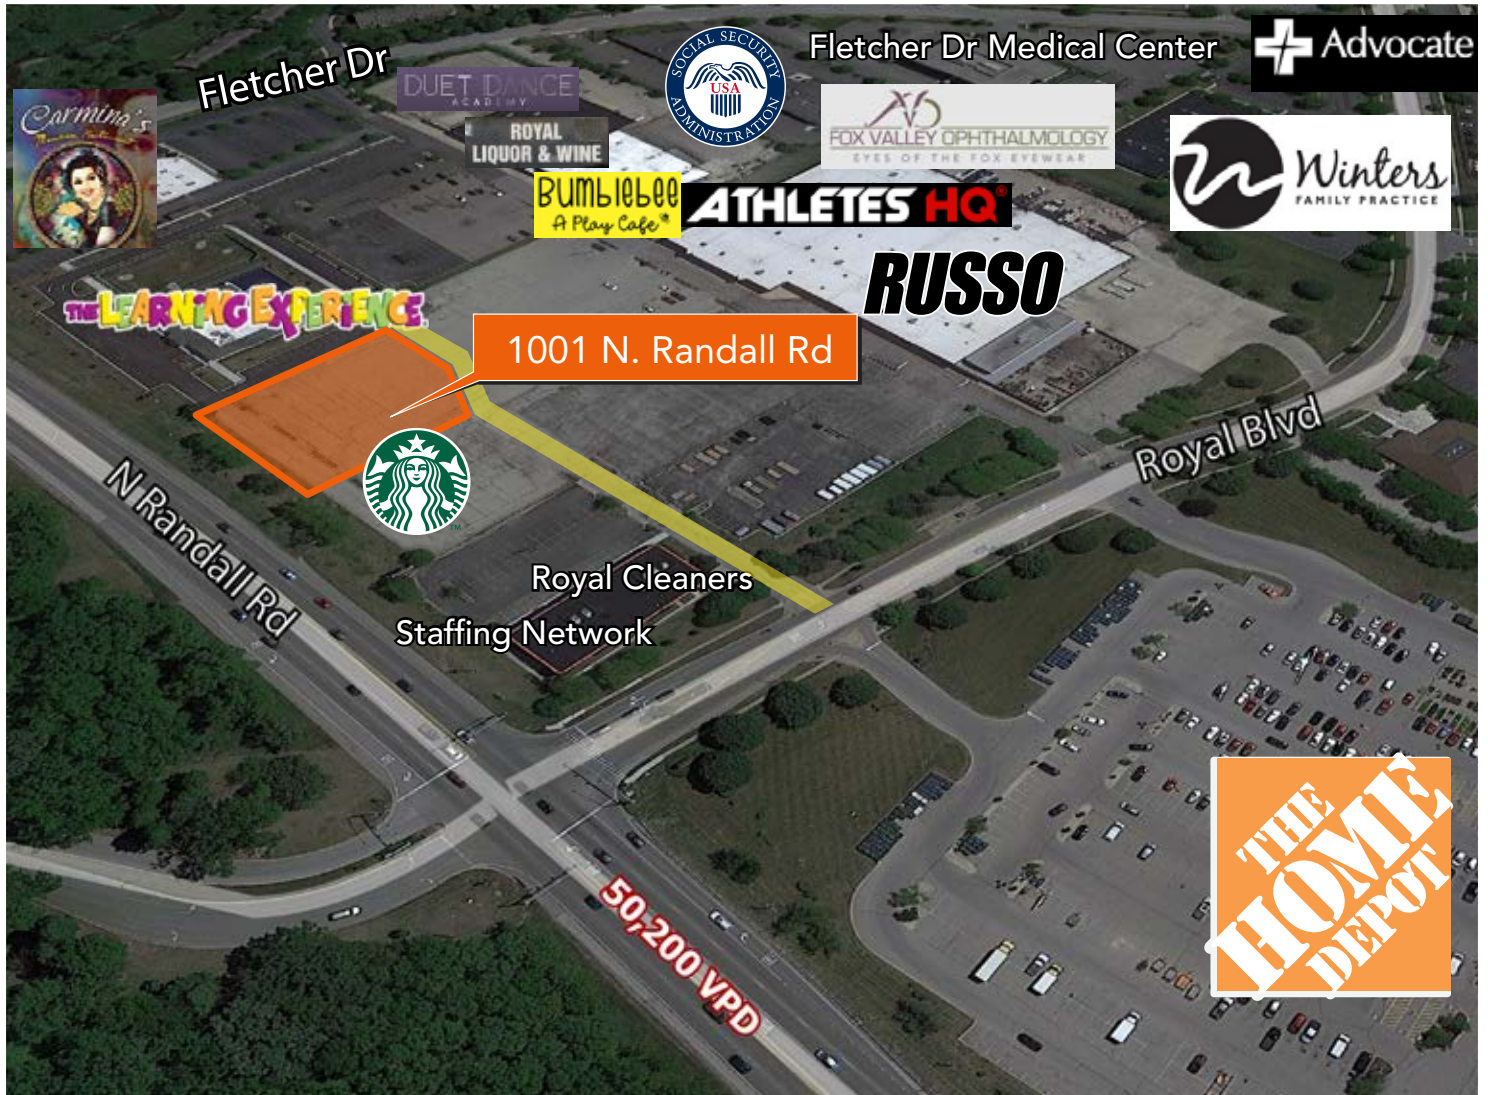 Fletcher Dr
Carmina's
DUET DANCE
ACADEMY
ROYAL
LIQUOR & WINE
SOCIAL SECURITY
USA
ADMINISTRATION
Fletcher Dr Medical Center
Advocate
FOX VALLEY OPHTHALMOLOGY
EYES OF THE FOX EYEWEAR
Winters
FAMILY PRACTICE
BUMBLEBEE
A Play Cafe
ATHLETES HQ®
RUSSO
THE LEARNING EXPERIENCE
1001 N. Randall Rd
Royal Blvd
N Randall Rd
TM
Royal Cleaners
Staffing Network
50,200 VPD
THE
HOME
DEPOT